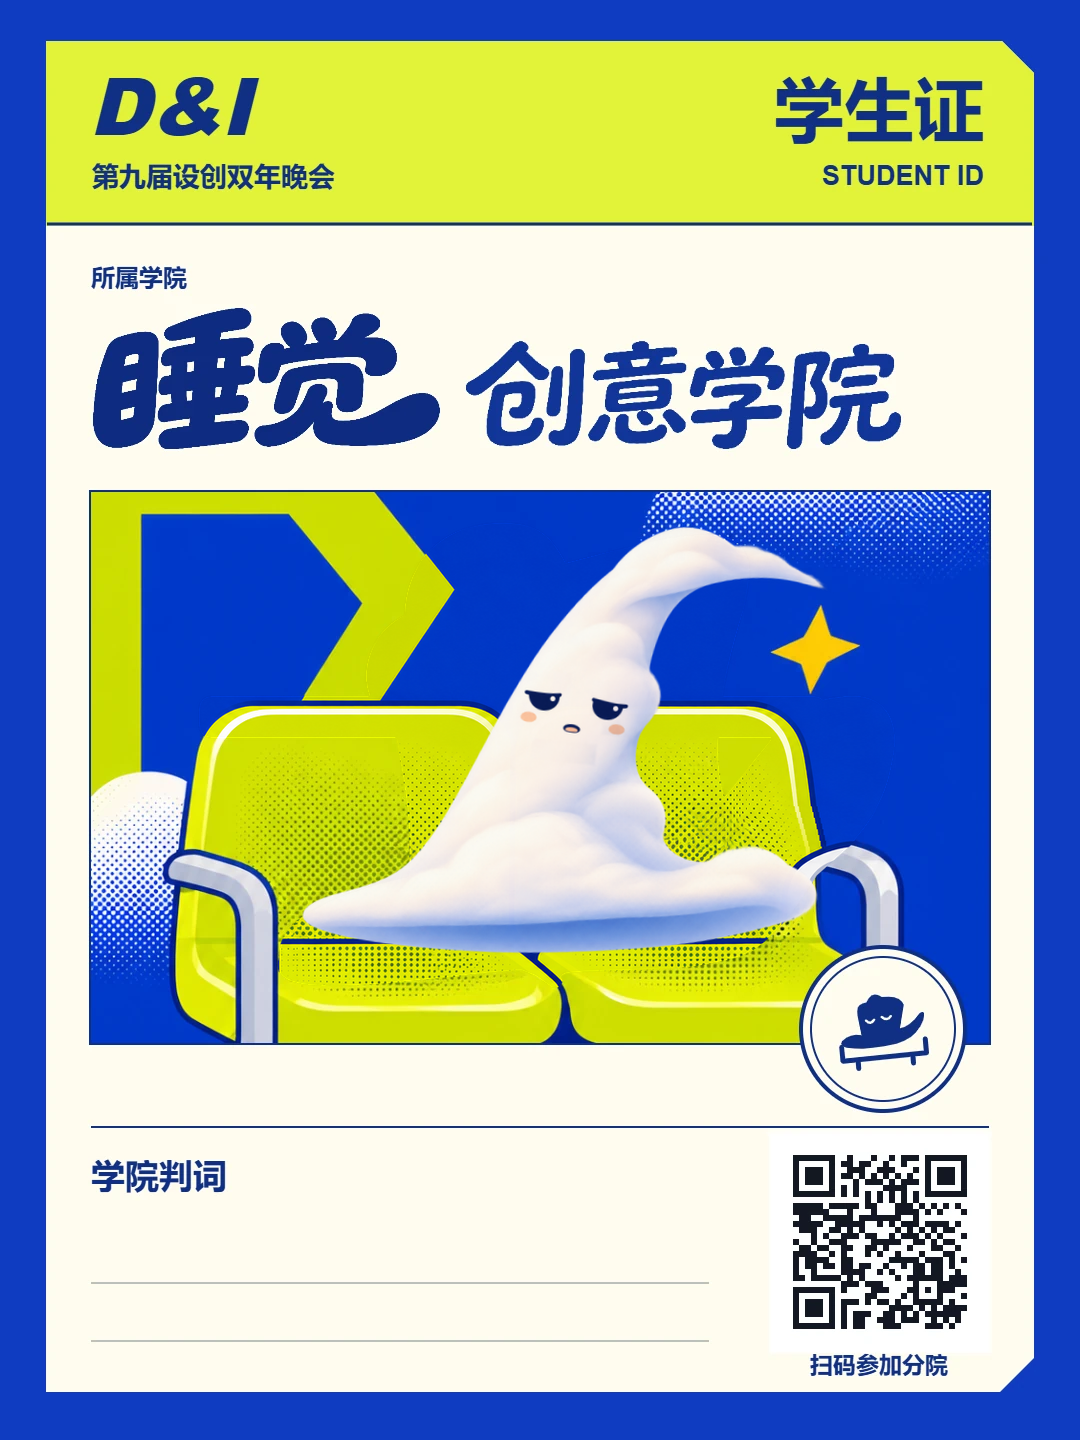 D&I
学生证
第九届设创双年晚会
STUDENT ID
所属学院
睡觉 创意学院
学院判词
扫码参加分院